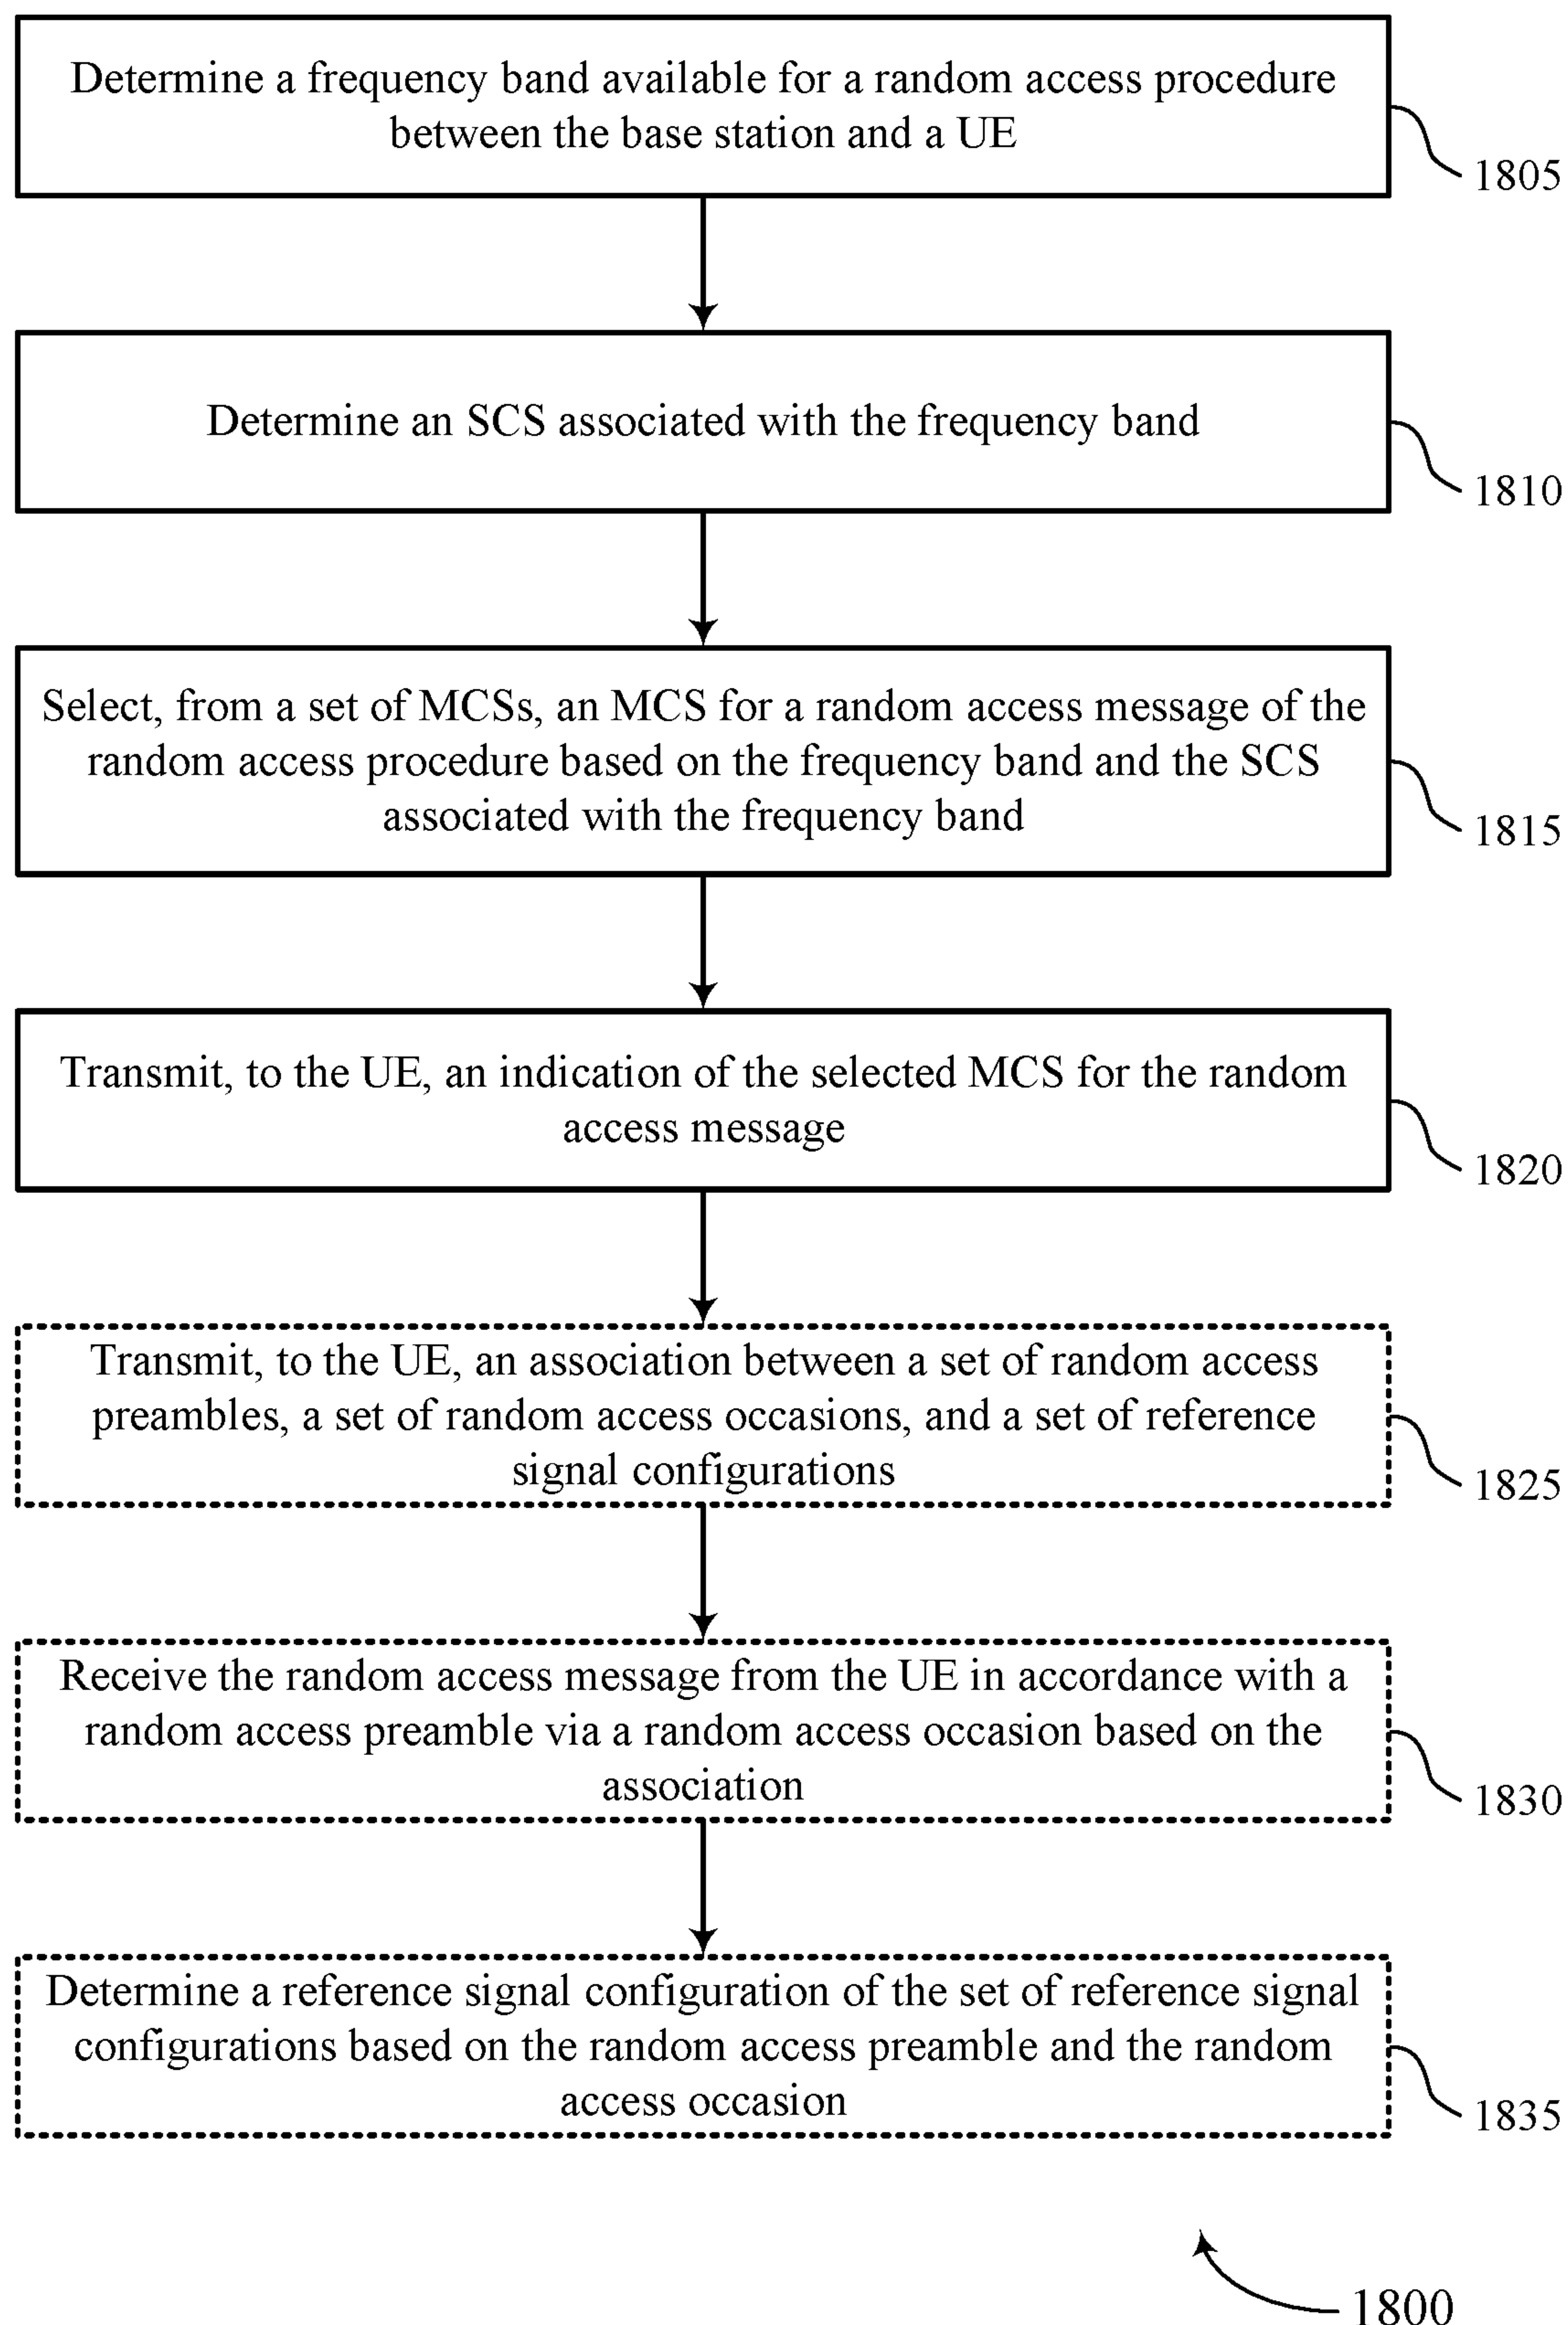 Determine a frequency band available for a random access procedure
between the base station and a UE
1805
Determine an SCS associated with the frequency band
1810
Select, from a set of MCSs, an MCS for a random access message of the
random access procedure based on the frequency band and the SCS
associated with the frequency band
1815
Transmit, to the UE, an indication of the selected MCS for the random
access message
1820
Transmit, to the UE, an association between a set of random access
preambles, a set of random access occasions, and a set of reference
signal configurations
1825
Receive the random access message from the UE in accordance with a
random access preamble via a random access occasion based on the
association
1830
Determine a reference signal configuration of the set of reference signal
configurations based on the random access preamble and the random
access occasion
1835
1800